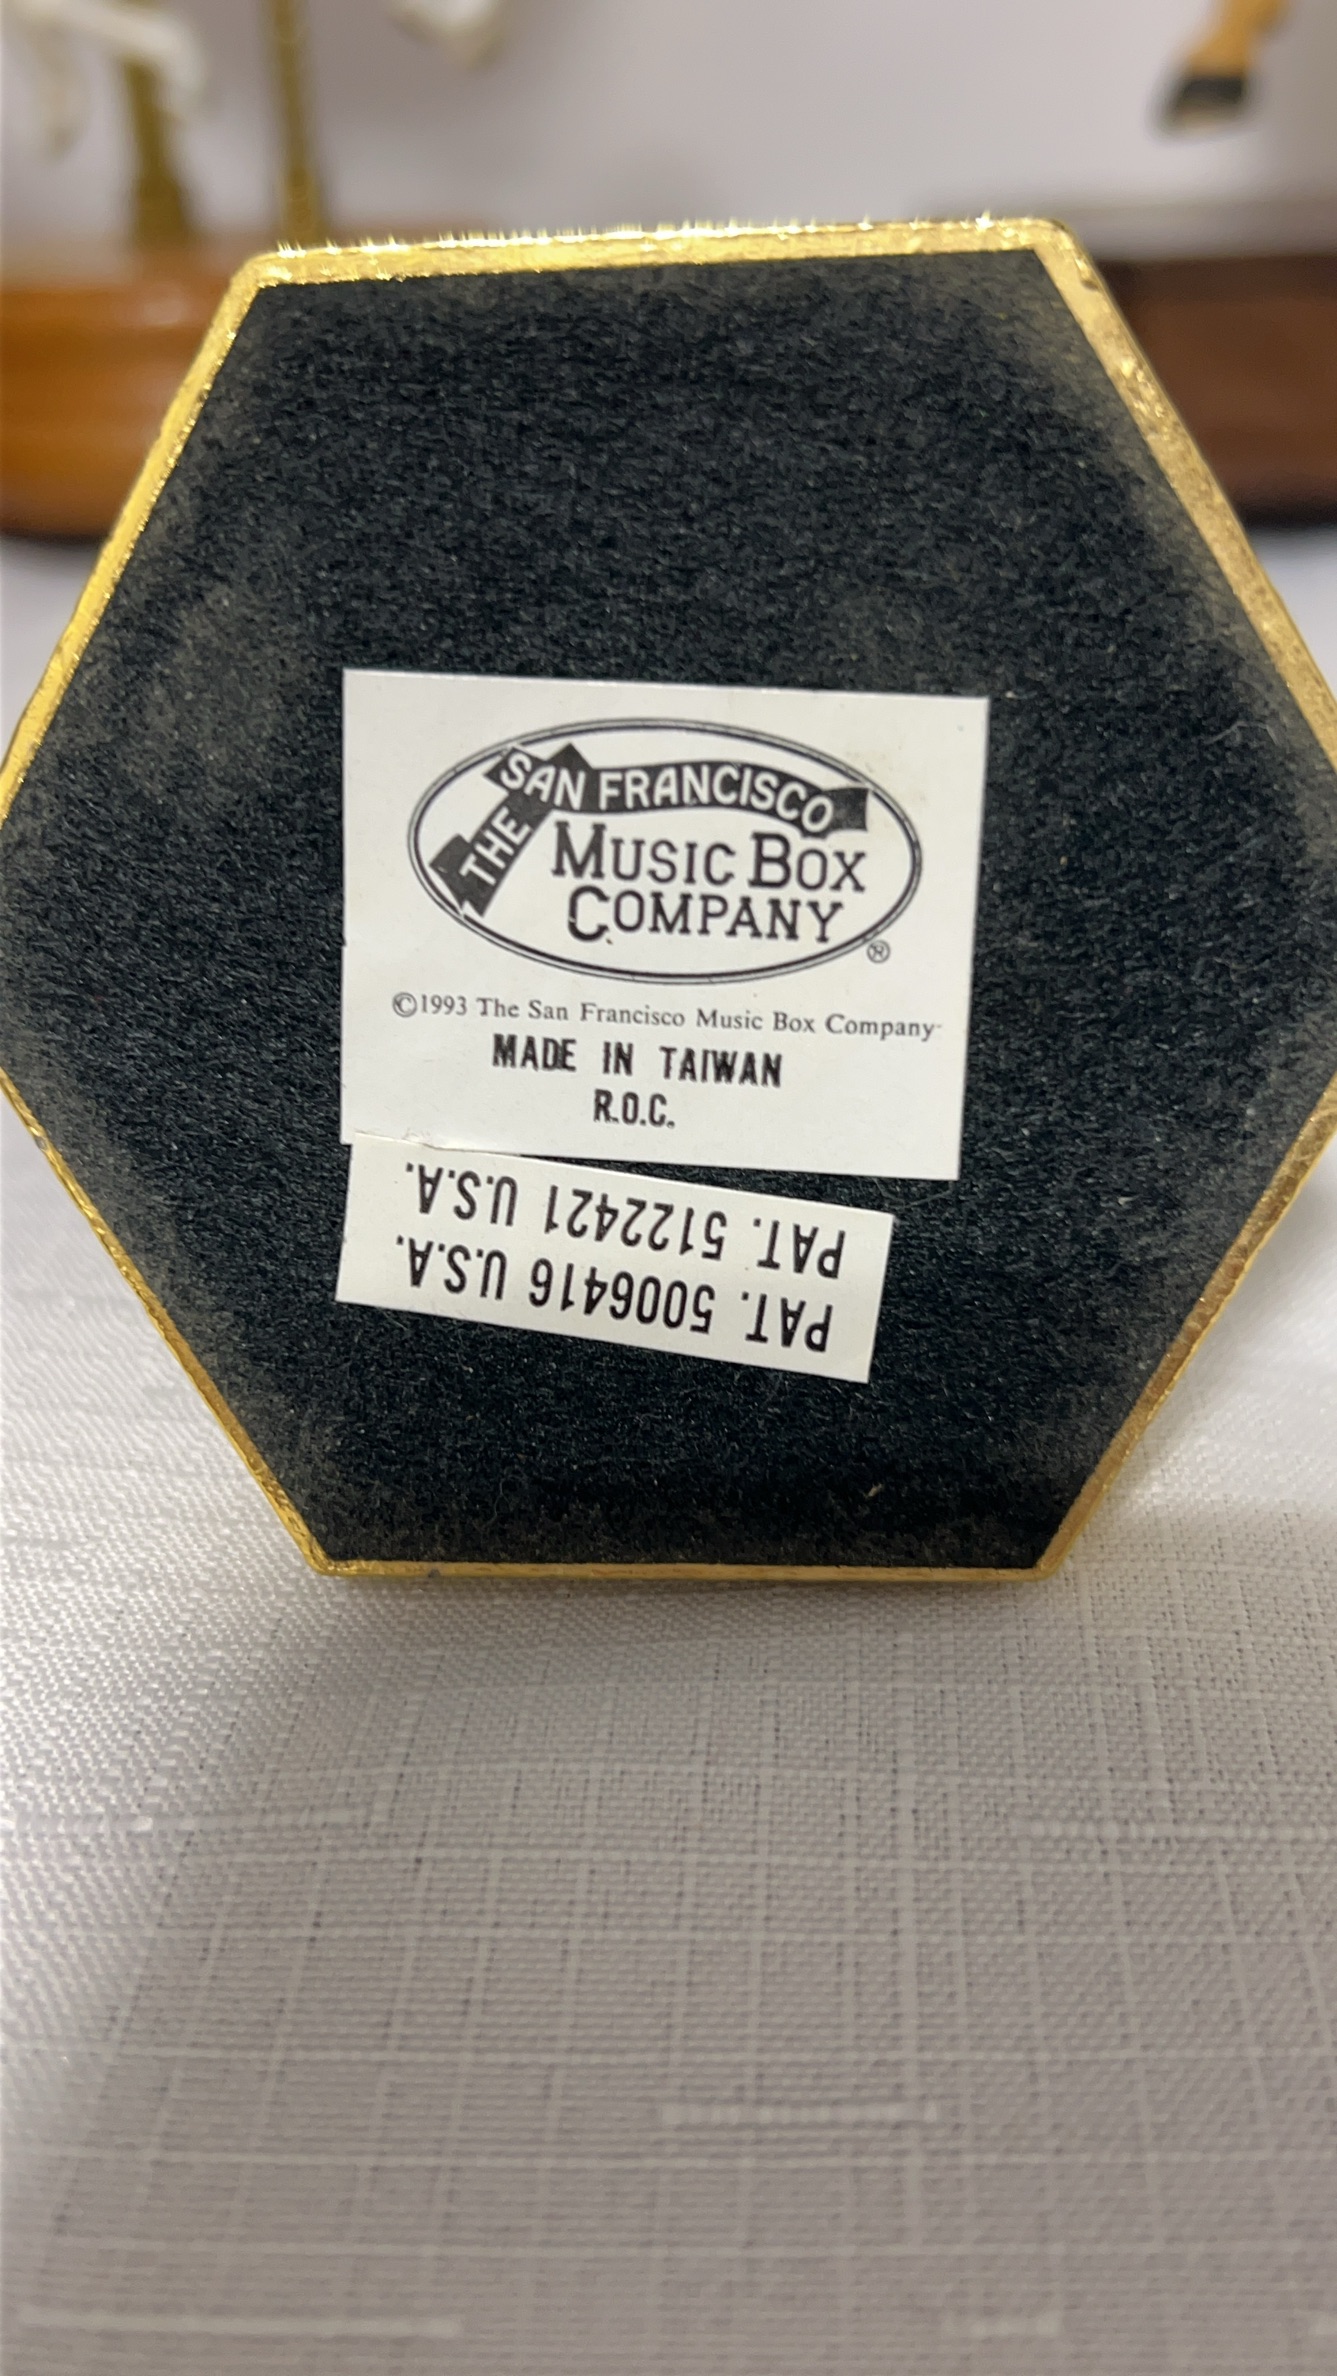 THE SAN FRANCISCO
MUSIC BOX
COMPANY
®
©1993 The San Francisco Music Box Company
MADE IN TAIWAN
R.O.C.
PAT. 5006416 U.S.A.
PAT. 5122421 U.S.A.